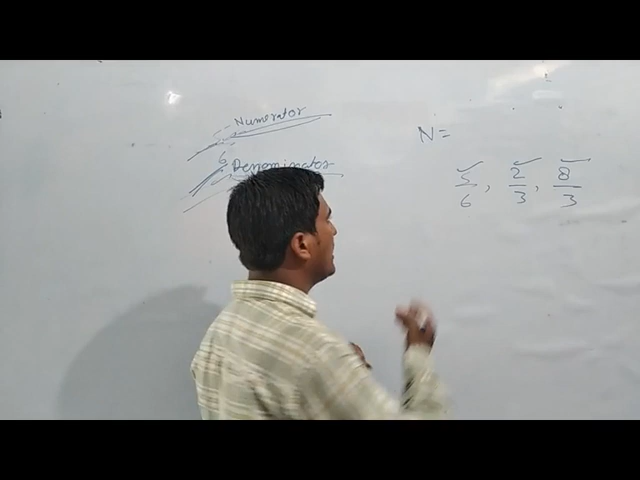 Numerator
6
Denominator
N=
5/6, 2/3, 8/3